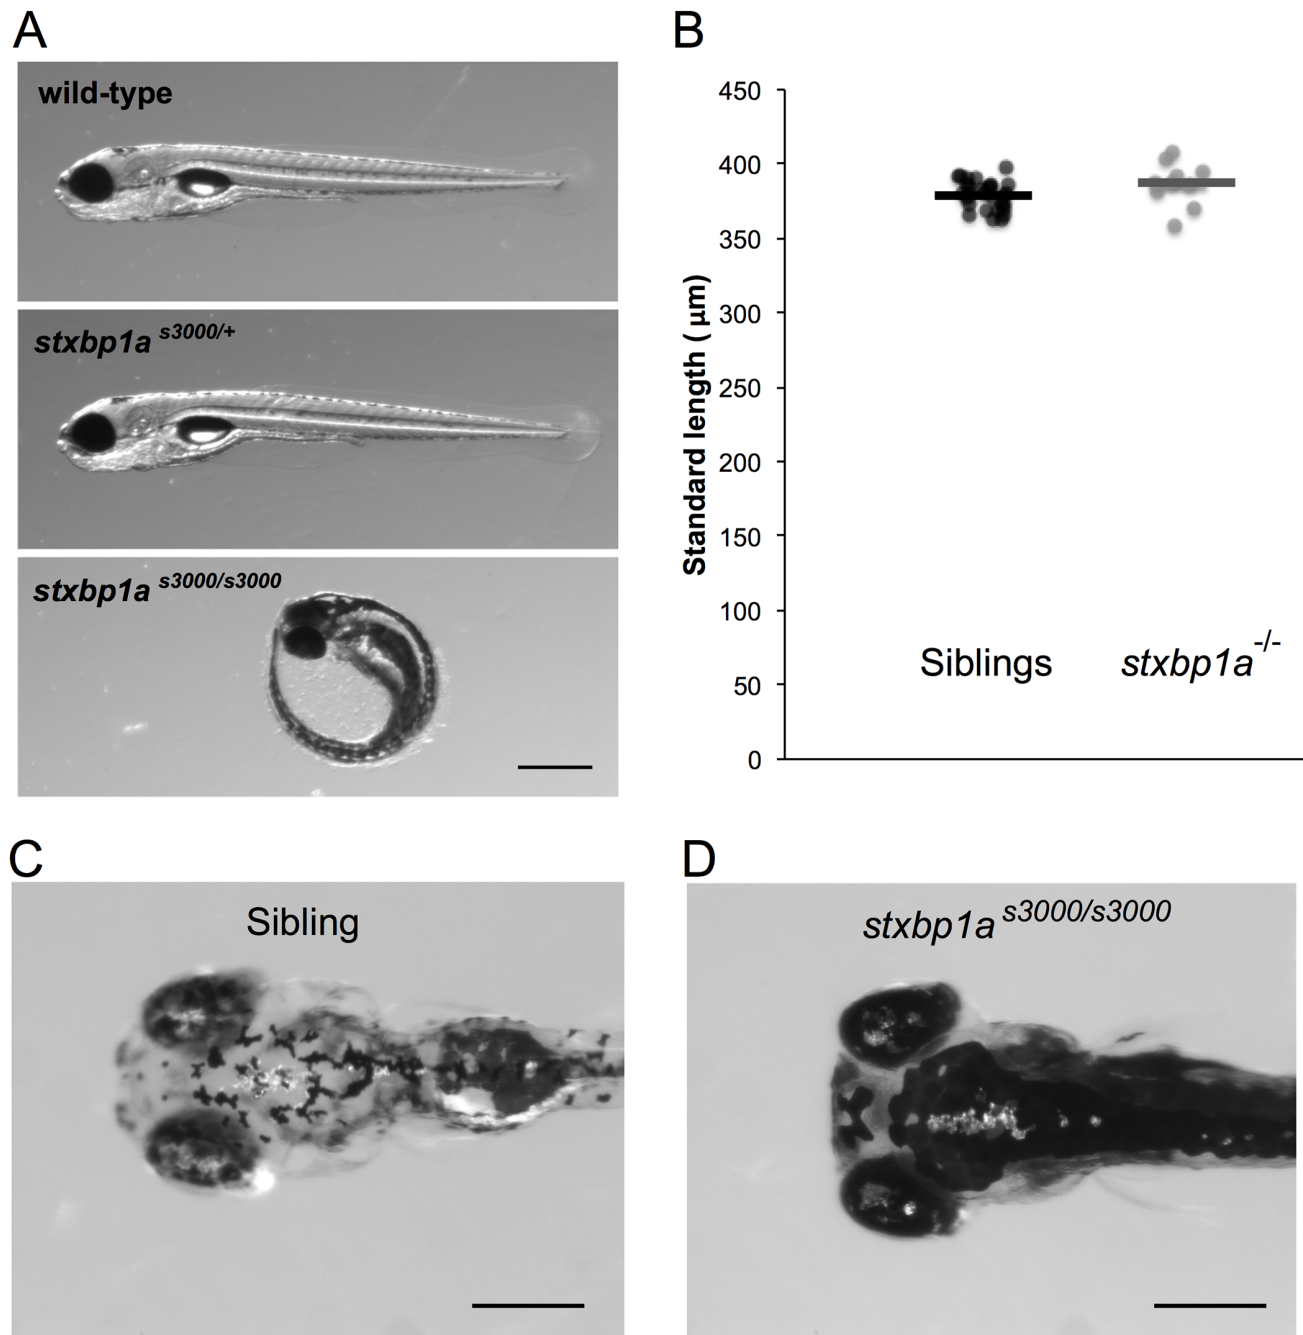 A
wild-type
stxbp1a s3000/+
stxbp1a s3000/s3000
B
450
400
350
300
250
200
150
100
50
0
Standard length ( µm)
Siblings
stxbp1a-/-
C
Sibling
D
stxbp1a s3000/s3000